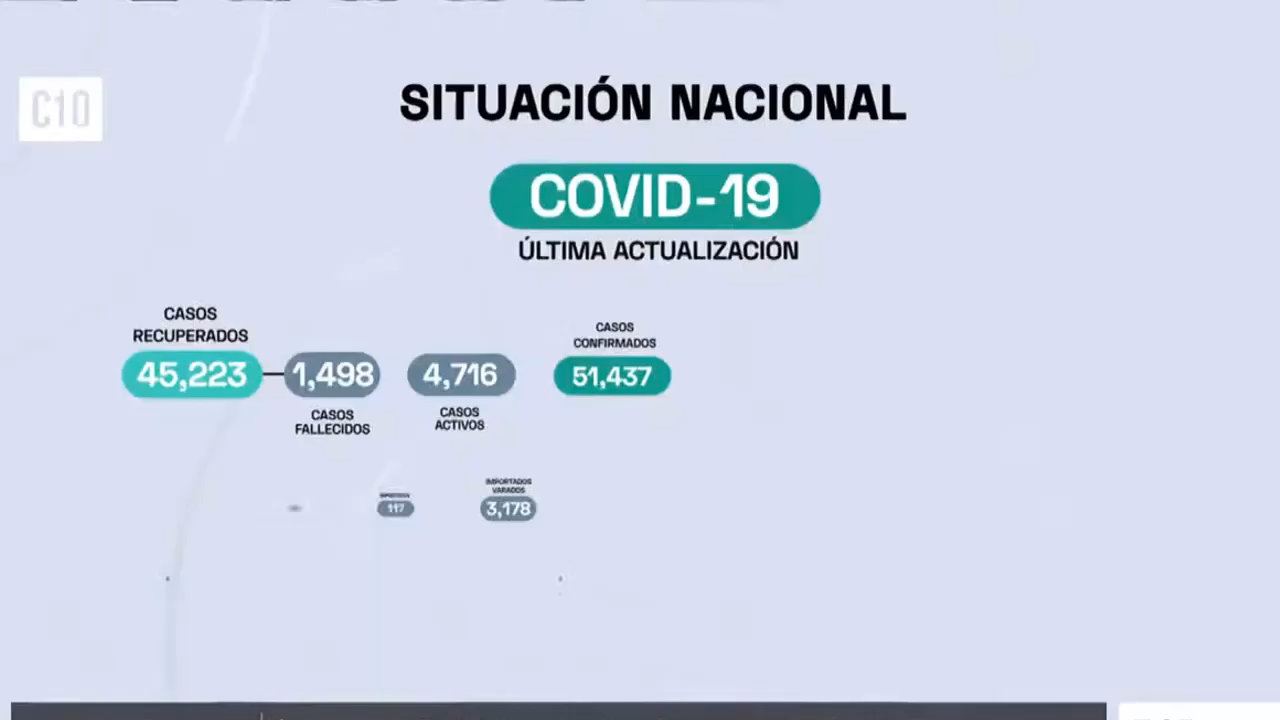 C10
SITUACIÓN NACIONAL
COVID-19
ÚLTIMA ACTUALIZACIÓN
CASOS
RECUPERADOS
45,223
1,498
CASOS
FALLECIDOS
4,716
CASOS
ACTIVOS
CASOS
CONFIRMADOS
51,437
117
IMPORTADOS
VARADOS
3,178